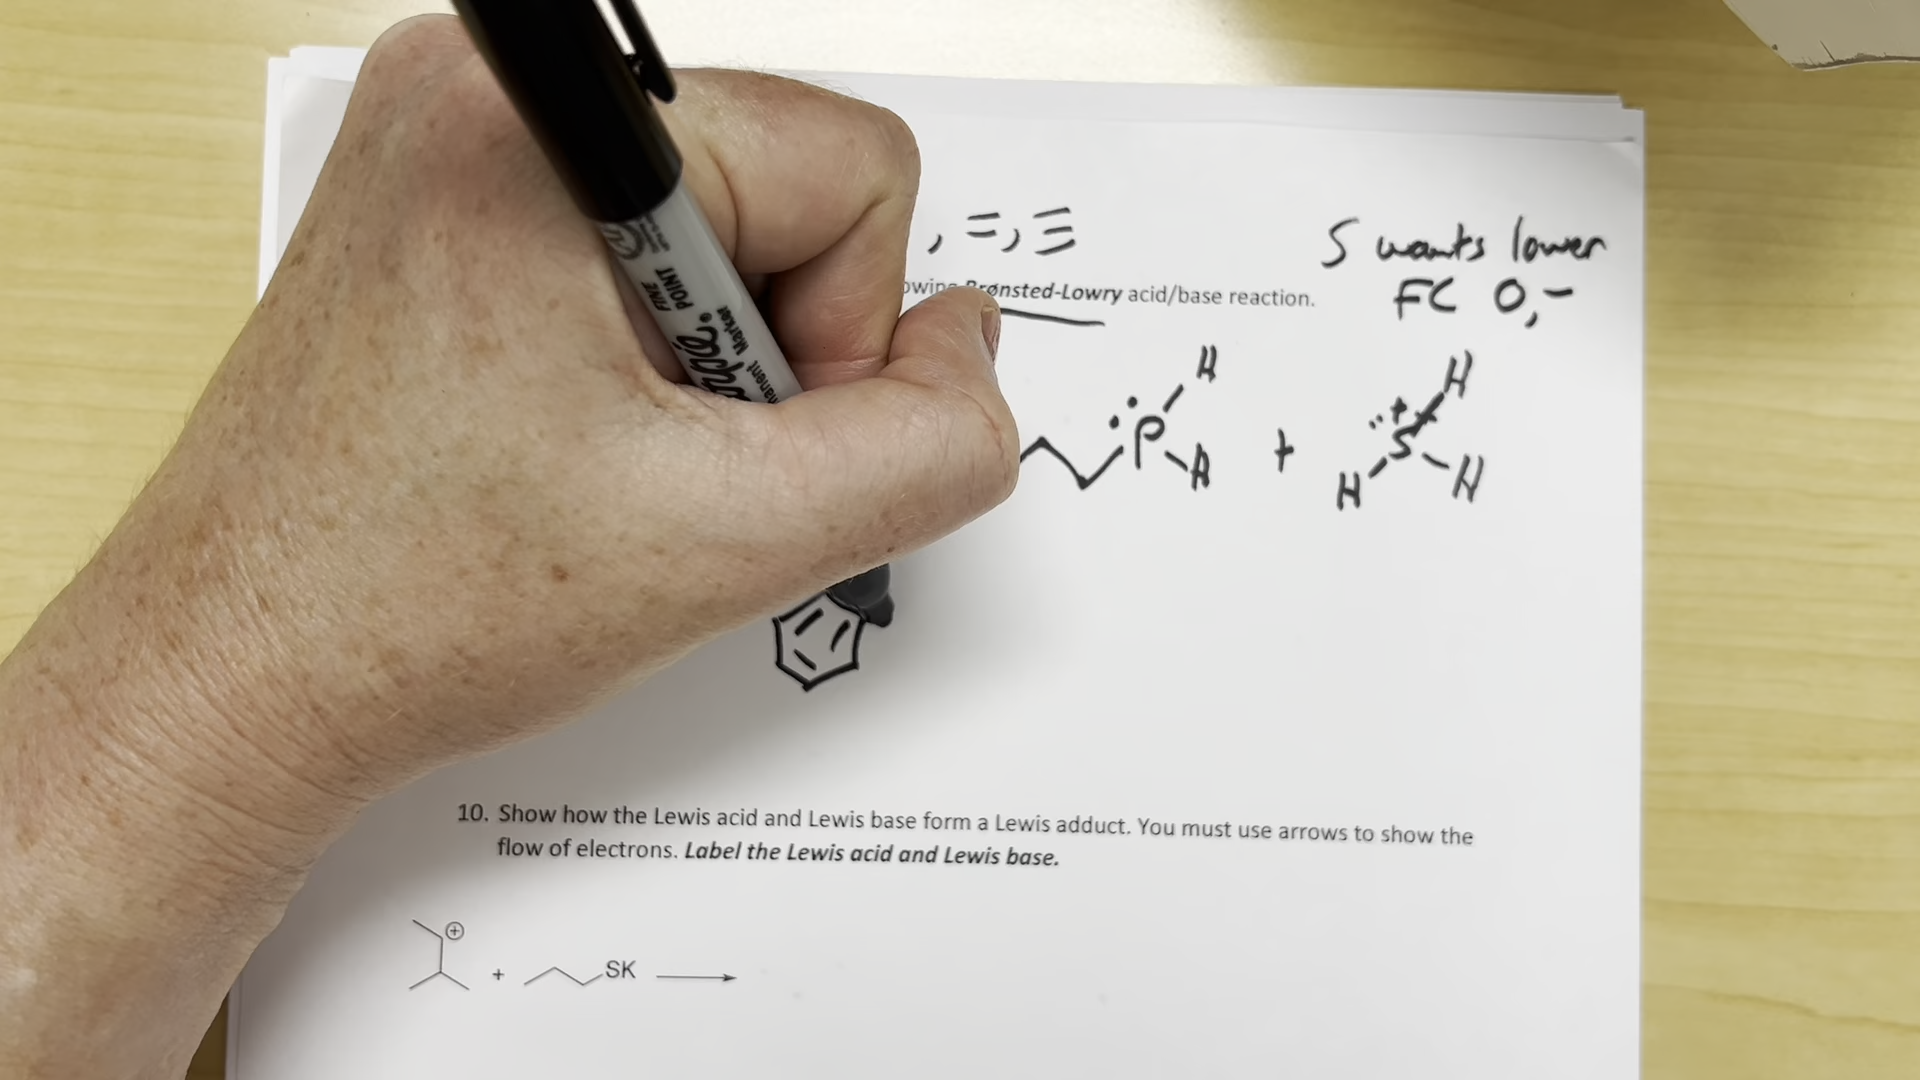 , =, ≡
S wants lower
FC 0, -
Brønsted-Lowry acid/base reaction.
H
P
H
+
H
+
S
H
H
FINE
POINT
Marker
10. Show how the Lewis acid and Lewis base form a Lewis adduct. You must use arrows to show the
flow of electrons. Label the Lewis acid and Lewis base.
+
+
SK